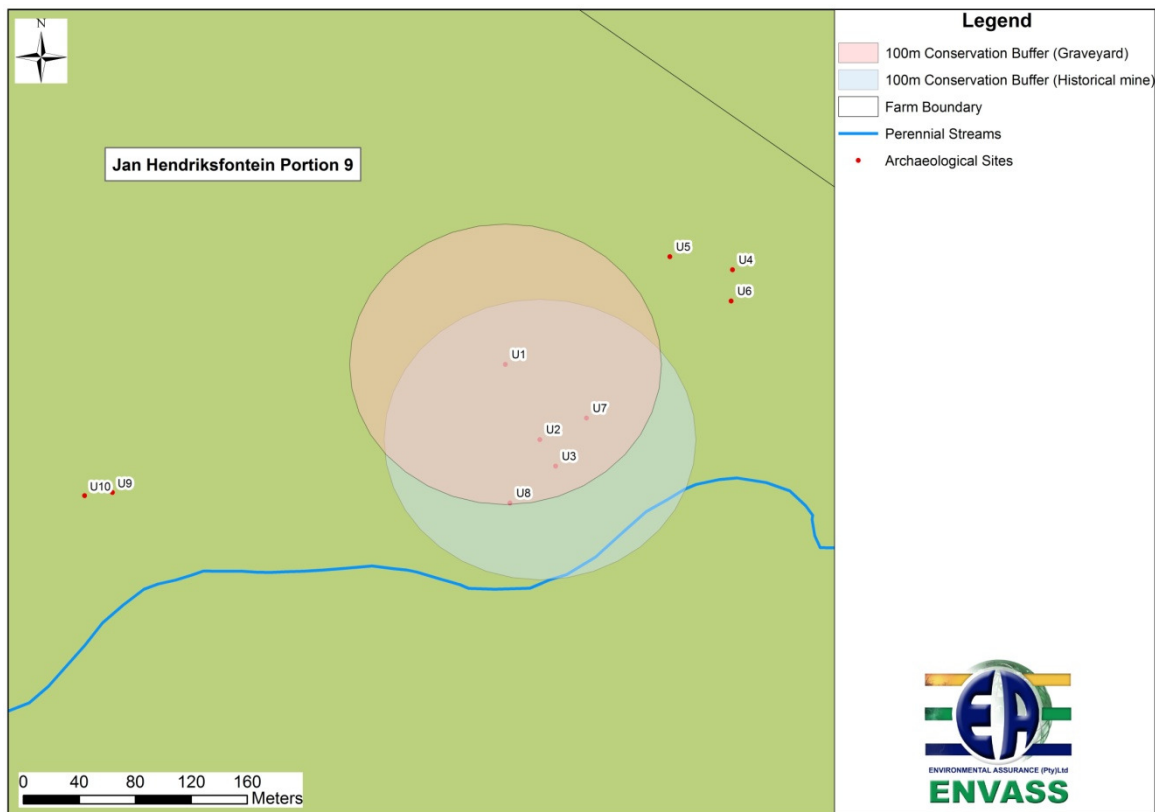 N
Jan Hendriksfontein Portion 9
U5
U4
U6
U1
U7
U2
U3
U10
U9
U8
0 40 80 120 160
Meters
Legend
100m Conservation Buffer (Graveyard)
100m Conservation Buffer (Historical mine)
Farm Boundary
Perennial Streams
Archaeological Sites
EA
ENVIRONMENTAL ASSURANCE (Pty)Ltd
ENVASS